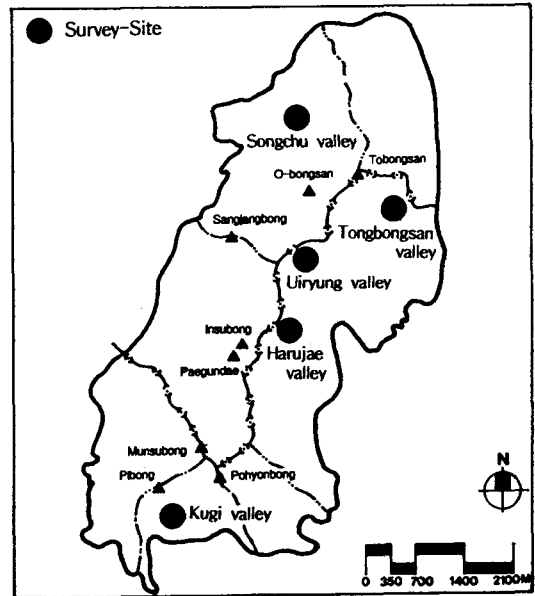 Survey-Site
Songchu valley
Tobongsan
O-bongsan
Tongbongsan
valley
Sangjangbong
Uiryung valley
Insubong
Harujae
valley
Paegundae
Munsubong
Pibong
Pohyonbong
Kugi valley
N
0 350 700 1400 2100M